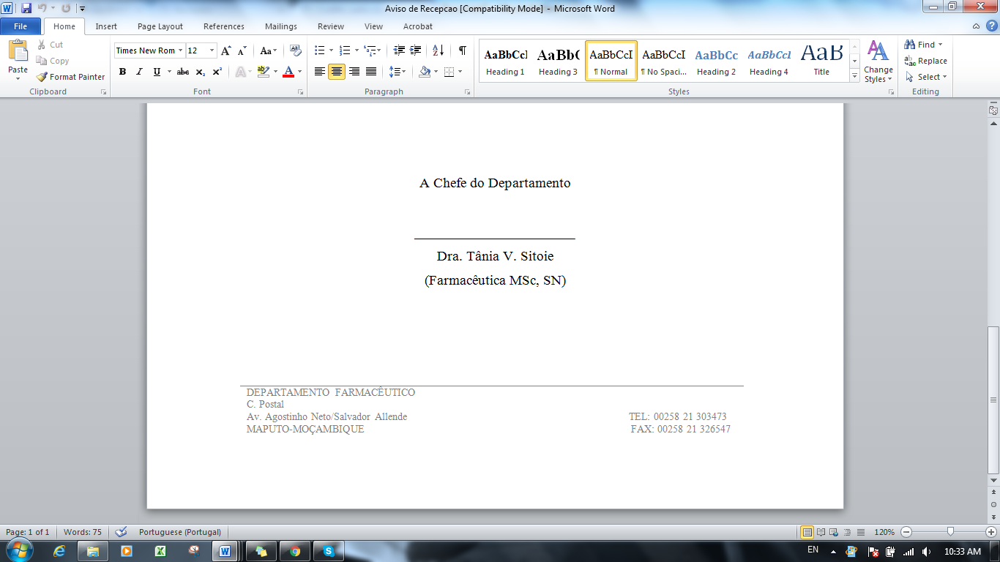 Aviso de Recepcao [Compatibility Mode] - Microsoft Word
File Home Insert Page Layout References Mailings Review View Acrobat
Paste
Cut
Copy
Format Painter
Clipboard
Times New Rom 12
Font
Paragraph
AaBbCcI AaBbC AaBbCcI AaBbCcI AaBbCc AaBbCcI AaB
Heading 1 Heading 3 ¶ Normal ¶ No Spaci... Heading 2 Heading 4 Title
Change Styles
Styles
Find
Replace
Select
Editing
A Chefe do Departamento
Dra. Tânia V. Sitoie
(Farmacêutica MSc, SN)
DEPARTAMENTO FARMACÊUTICO
C. Postal
Av. Agostinho Neto/Salvador Allende TEL: 00258 21 303473
MAPUTO-MOÇAMBIQUE FAX: 00258 21 326547
Page: 1 of 1 Words: 75 Portuguese (Portugal) 120%
EN 10:33 AM